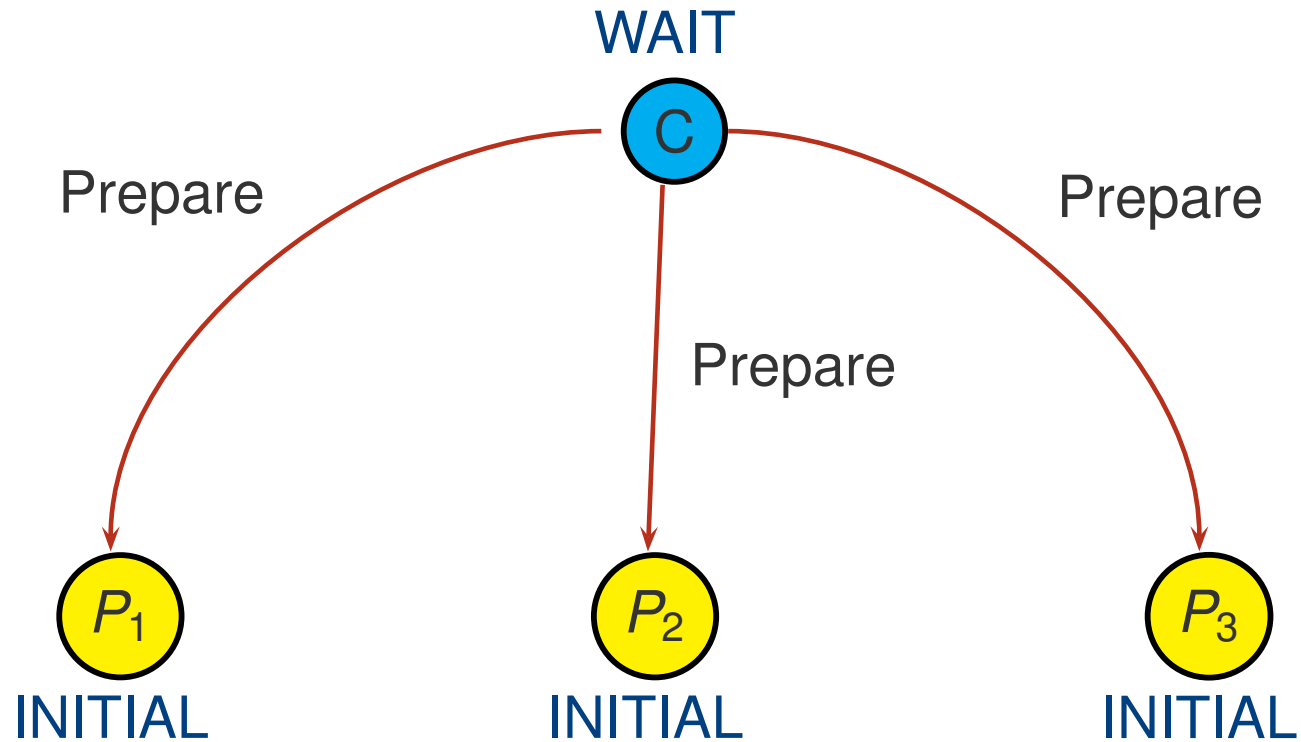 WAIT
C
Prepare
Prepare
Prepare
P1
P2
P3
INITIAL
INITIAL
INITIAL